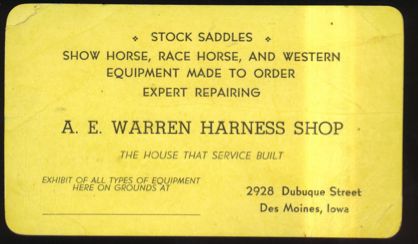 ❖ STOCK SADDLES ❖
SHOW HORSE, RACE HORSE, AND WESTERN
EQUIPMENT MADE TO ORDER
EXPERT REPAIRING
A. E. WARREN HARNESS SHOP
THE HOUSE THAT SERVICE BUILT
EXHIBIT OF ALL TYPES OF EQUIPMENT
HERE ON GROUNDS AT
2928 Dubuque Street
Des Moines, Iowa